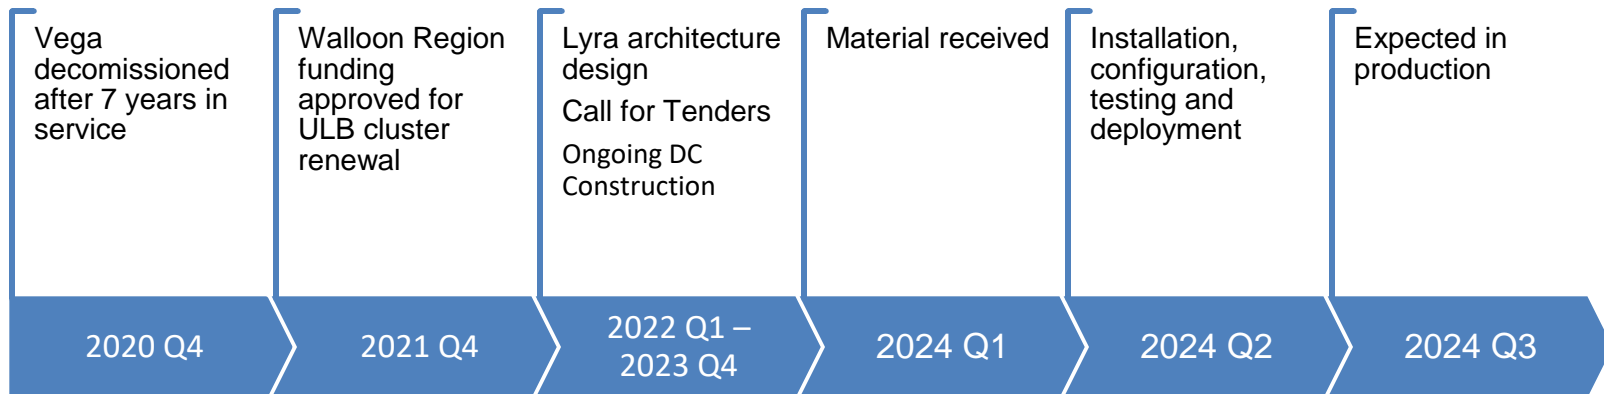 Vega
decomissioned
after 7 years in
service
Walloon Region
funding
approved for
ULB cluster
renewal
Lyra architecture
design
Call for Tenders
Ongoing DC
Construction
Material received
Installation,
configuration,
testing and
deployment
Expected in
production
2020 Q4
2021 Q4
2022 Q1 –
2023 Q4
2024 Q1
2024 Q2
2024 Q3